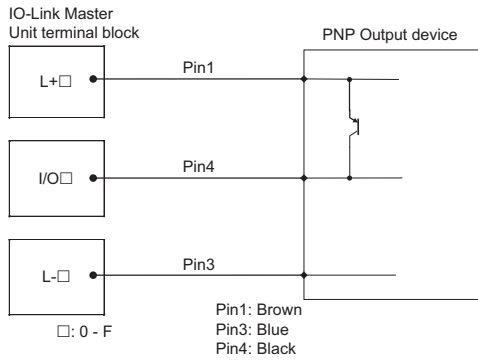 IO-Link Master
Unit terminal block
PNP Output device
L+□
Pin1
I/O□
Pin4
L-□
Pin3
□: 0 - F
Pin1: Brown
Pin3: Blue
Pin4: Black